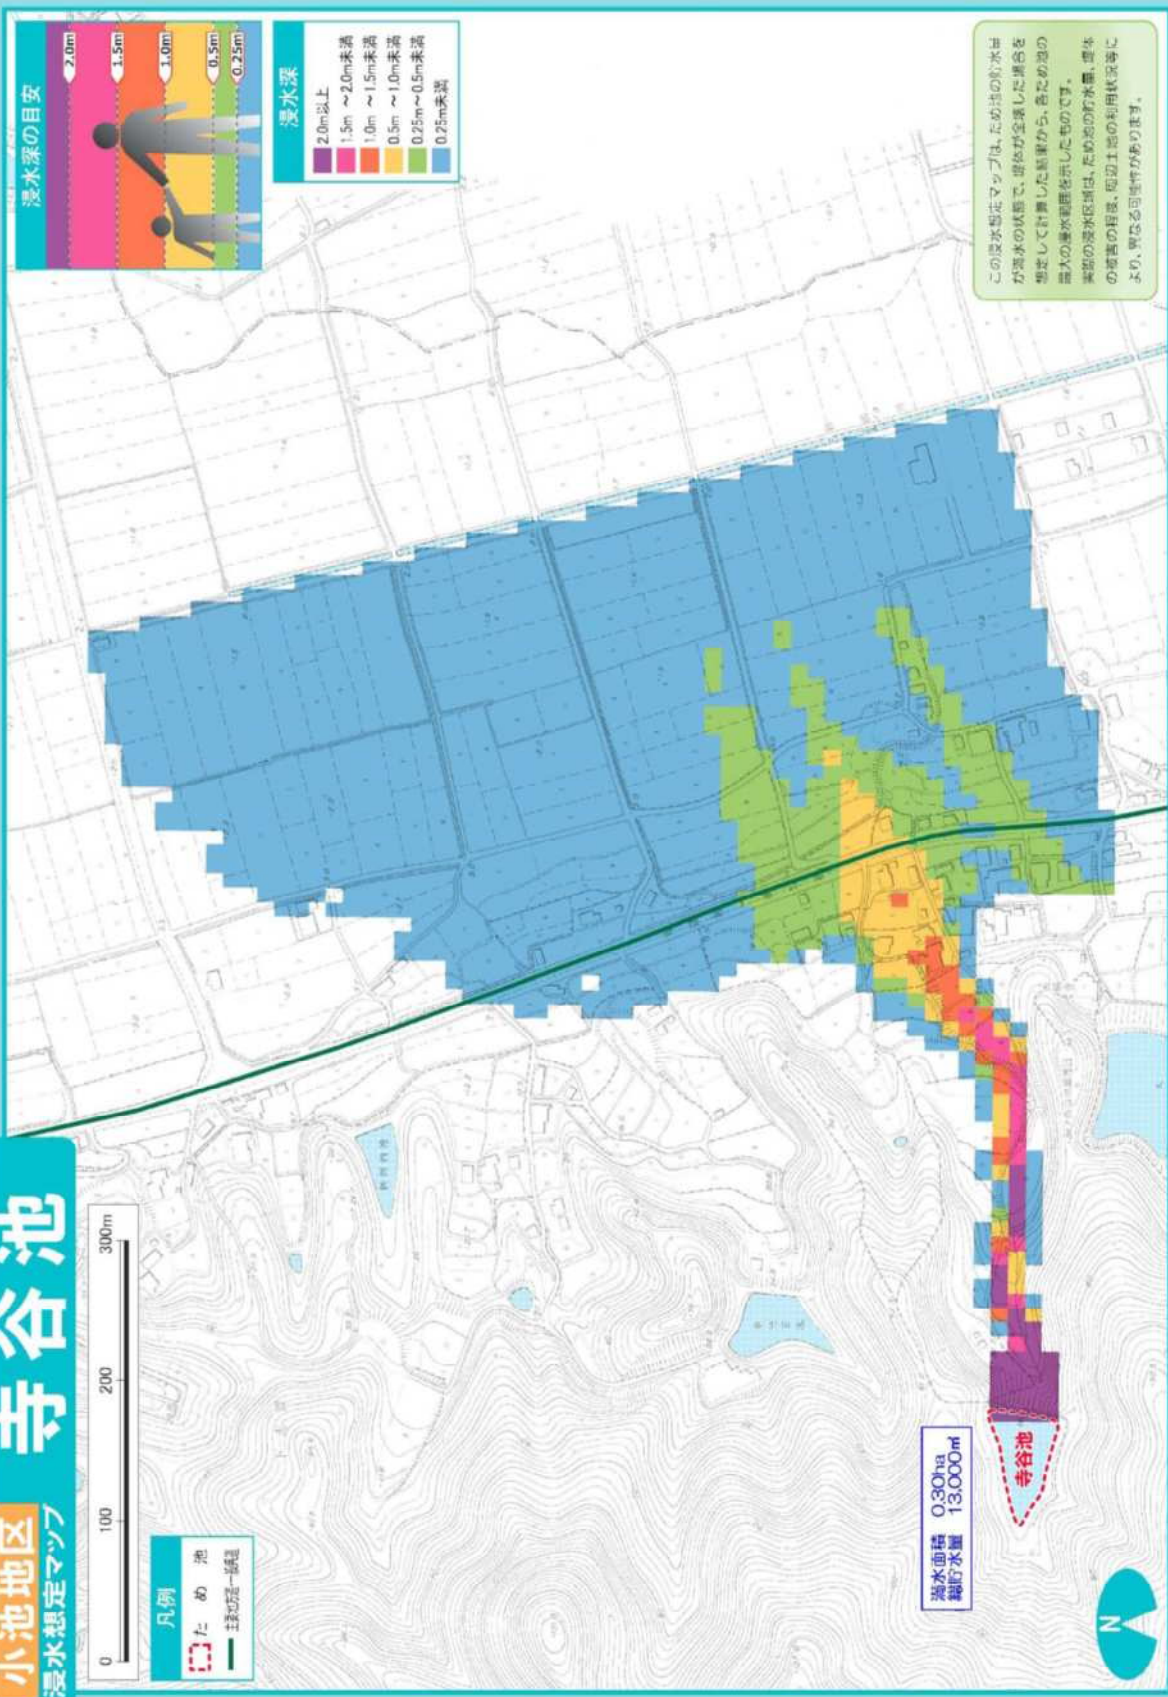 小池地区
浸水想定マップ
寺谷池
0
100
200
300m
凡例
ため池
浸水深の目安
2.0m
1.5m
1.0m
0.5m
0.25m
浸水深
2.0m以上
1.5m ～2.0m未満
1.0m ～1.5m未満
0.5m ～1.0m未満
0.25m～0.5m未満
0.25m未満
満水面積 0.30ha
総貯水量 13,000㎥
寺谷池
N
この浸水想定マップは、ため池の貯水量
が満水の状態で、堤体が全壊した場合を
想定して計算した結果から、各ため池の
最大の浸水範囲を示したものです。
実際の浸水区域は、ため池の貯水量、堤体
の被害の程度、周辺土地の利用状況等に
より、異なる可能性があります。